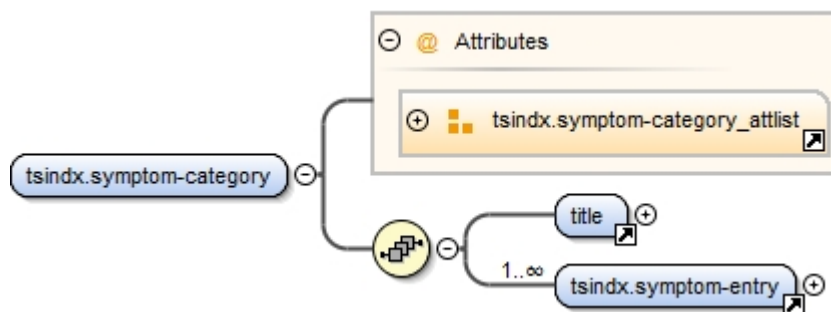 @ Attributes
tsindx.symptom-category_attlist
tsindx.symptom-category
title
1..∞
tsindx.symptom-entry